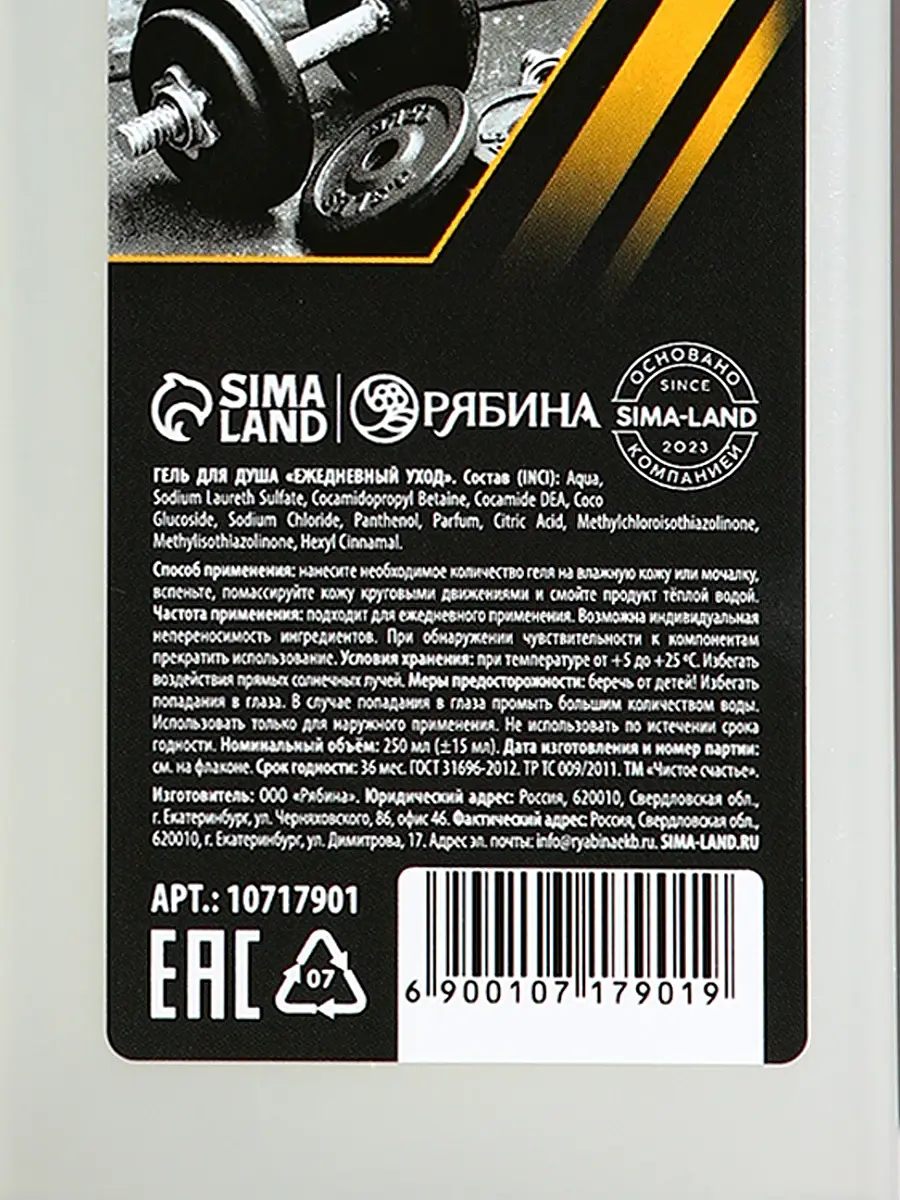 SIMA
LAND
РЯБИНА
ОСНОВАНО
SINCE
SIMA-LAND
2023
КОМПАНИЕЙ
ГЕЛЬ ДЛЯ ДУША «ЕЖЕДНЕВНЫЙ УХОД». Состав (INCI): Aqua,
Sodium Laureth Sulfate, Cocamidopropyl Betaine, Cocamide DEA, Coco
Glucoside, Sodium Chloride, Panthenol, Parfum, Citric Acid, Methylchloroisothiazolinone,
Methylisothiazolinone, Hexyl Cinnamal.
Способ применения: нанесите необходимое количество геля на влажную кожу или мочалку,
вспеньте, помассируйте кожу круговыми движениями и смойте продукт тёплой водой.
Частота применения: подходит для ежедневного применения. Возможна индивидуальная
непереносимость ингредиентов. При обнаружении чувствительности к компонентам
прекратить использование. Условия хранения: при температуре от +5 до +25 °C. Избегать
воздействия прямых солнечных лучей. Меры предосторожности: беречь от детей! Избегать
попадания в глаза. В случае попадания в глаза промыть большим количеством воды.
Использовать только для наружного применения. Не использовать по истечении срока
годности. Номинальный объём: 250 мл (±15 мл). Дата изготовления и номер партии:
см. на флаконе. Срок годности: 36 мес. ГОСТ 31696-2012. ТР ТС 009/2011. ТМ «Чистое счастье».
Изготовитель: ООО «Рябина». Юридический адрес: Россия, 620010, Свердловская обл.,
г. Екатеринбург, ул. Черняховского, 86, офис 46. Фактический адрес: Россия, Свердловская обл.,
620010, г. Екатеринбург, ул. Димитрова, 17. Адрес эл. почты: info@ryabinaekb.ru. SIMA-LAND.RU
АРТ.: 10717901
EAC
07
6 900107 179019